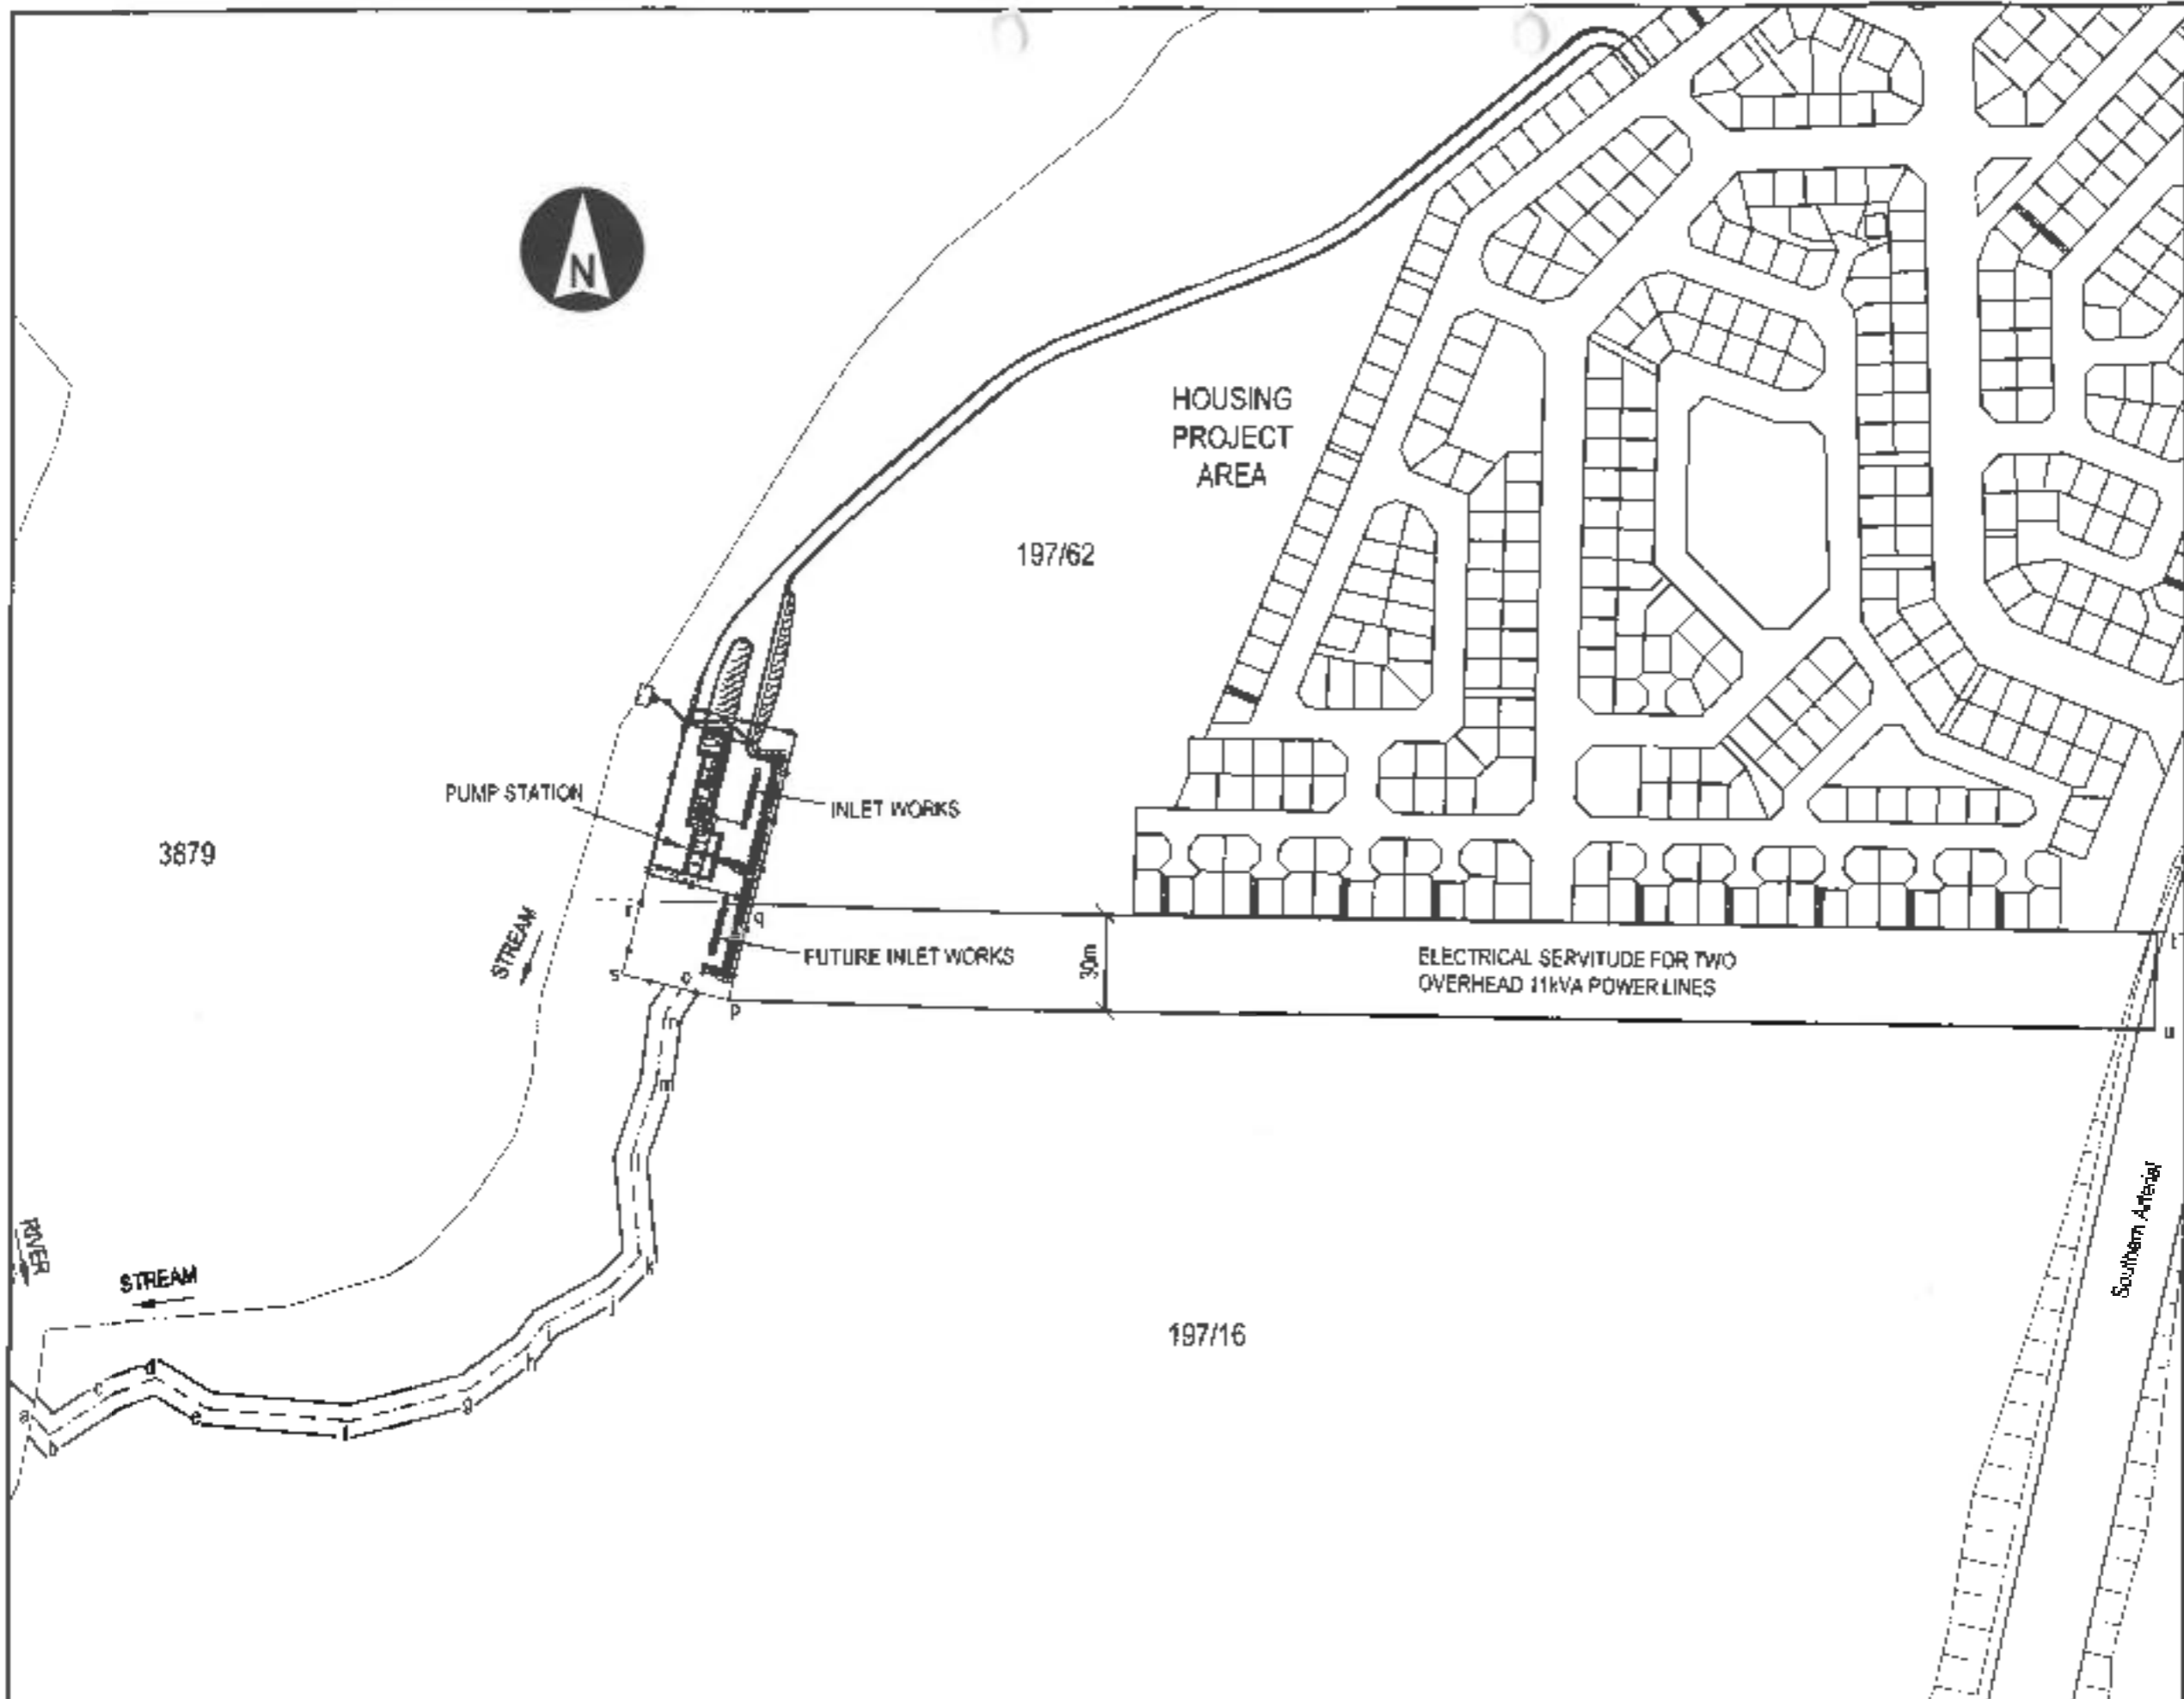 N
HOUSING
PROJECT
AREA
197/62
PUMP STATION
INLET WORKS
3879
STREAM
r
q
FUTURE INLET WORKS
30m
ELECTRICAL SERVITUDE FOR TWO
OVERHEAD 11kVA POWER LINES
t
s
o
p
u
n
m
l
Southern Arterial
RIVER
STREAM
k
j
197/16
i
h
d
c
g
a
e
f
b